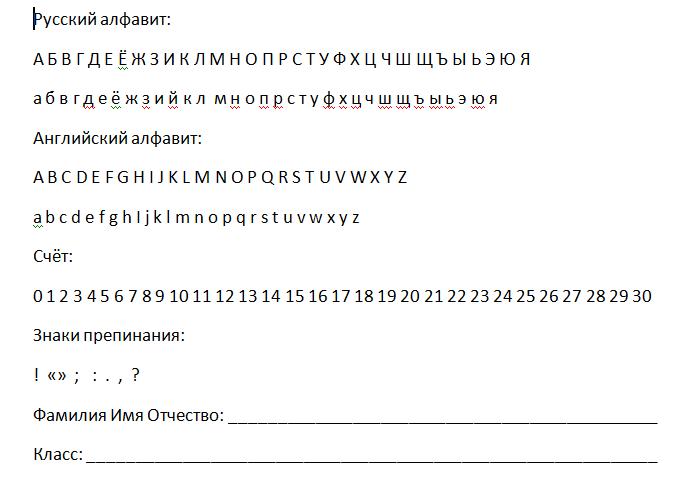 Русский алфавит:
А Б В Г Д Е Ё Ж З И К Л М Н О П Р С Т У Ф Х Ц Ч Ш Щ Ъ Ы Ь Э Ю Я
а б в г д е ё ж з и й к л м н о п р с т у ф х ц ч ш щ ъ ы ь э ю я
Английский алфавит:
A B C D E F G H I J K L M N O P Q R S T U V W X Y Z
a b c d e f g h I j k l m n o p q r s t u v w x y z
Счёт:
0 1 2 3 4 5 6 7 8 9 10 11 12 13 14 15 16 17 18 19 20 21 22 23 24 25 26 27 28 29 30
Знаки препинания:
! «» ; : . , ?
Фамилия Имя Отчество: ____________________________________________
Класс: ___________________________________________________________